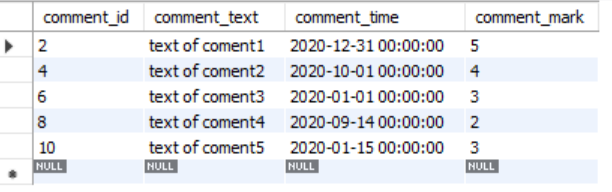 comment_id comment_text comment_time comment_mark
2 text of coment1 2020-12-31 00:00:00 5
4 text of coment2 2020-10-01 00:00:00 4
6 text of coment3 2020-01-01 00:00:00 3
8 text of coment4 2020-09-14 00:00:00 2
10 text of coment5 2020-01-15 00:00:00 3
NULL NULL NULL NULL